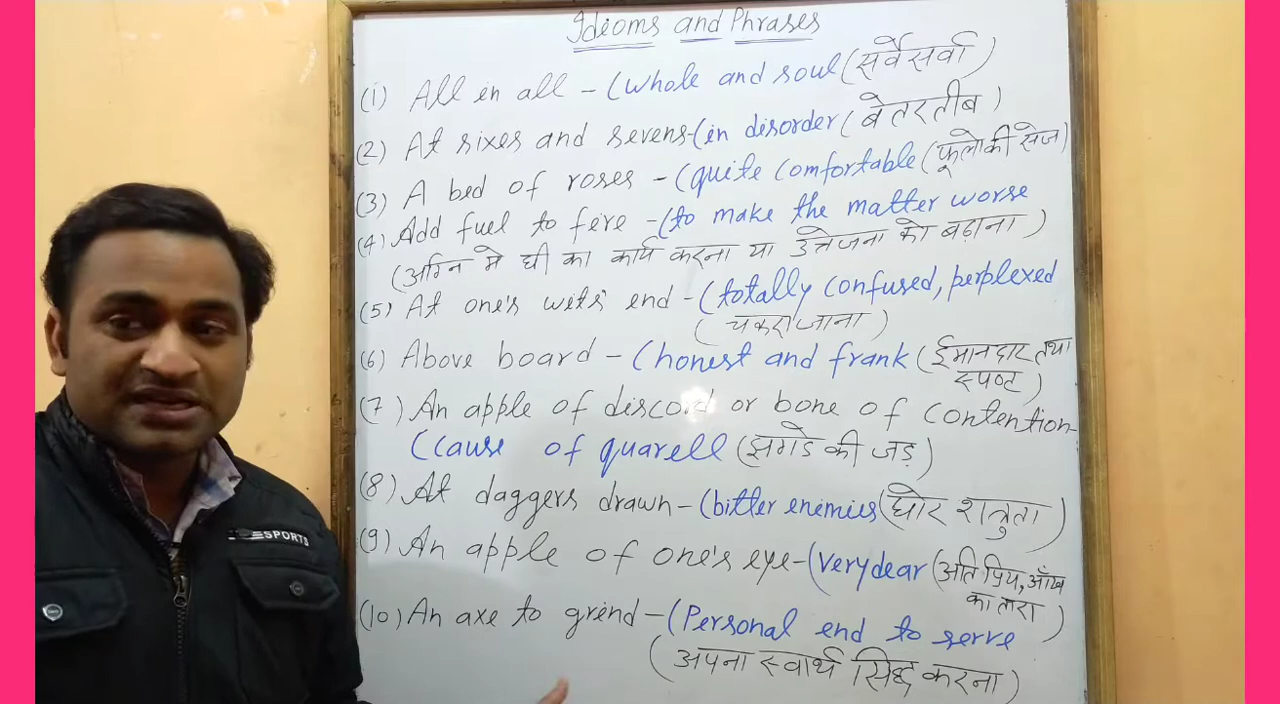 Idioms and Phrases
(1) All in all - (whole and soul (सर्वेसर्वा)
(2) At sixes and sevens-(in disorder (बेतरतीब)
(3) A bed of roses - (quite comfortable (फूलो की सेज)
(4) Add fuel to fire - (to make the matter worse
(अग्नि मे घी का कार्य करना या उत्तेजना को बढ़ाना)
(5) At one's wits' end - (totally confused, perplexed
(चकरा जाना)
(6) Above board - (honest and frank (ईमानदार तथा
स्पष्ट)
(7) An apple of discord or bone of contention-
(cause of quarell (झगडे की जड़)
(8) At daggers drawn - (bitter enemies (घोर शत्रुता)
(9) An apple of one's eye-(very dear (अति प्रिय, आँख
का तारा)
(10) An axe to grind - (Personal end to serve
(अपना स्वार्थ सिद्ध करना)
SPORTS